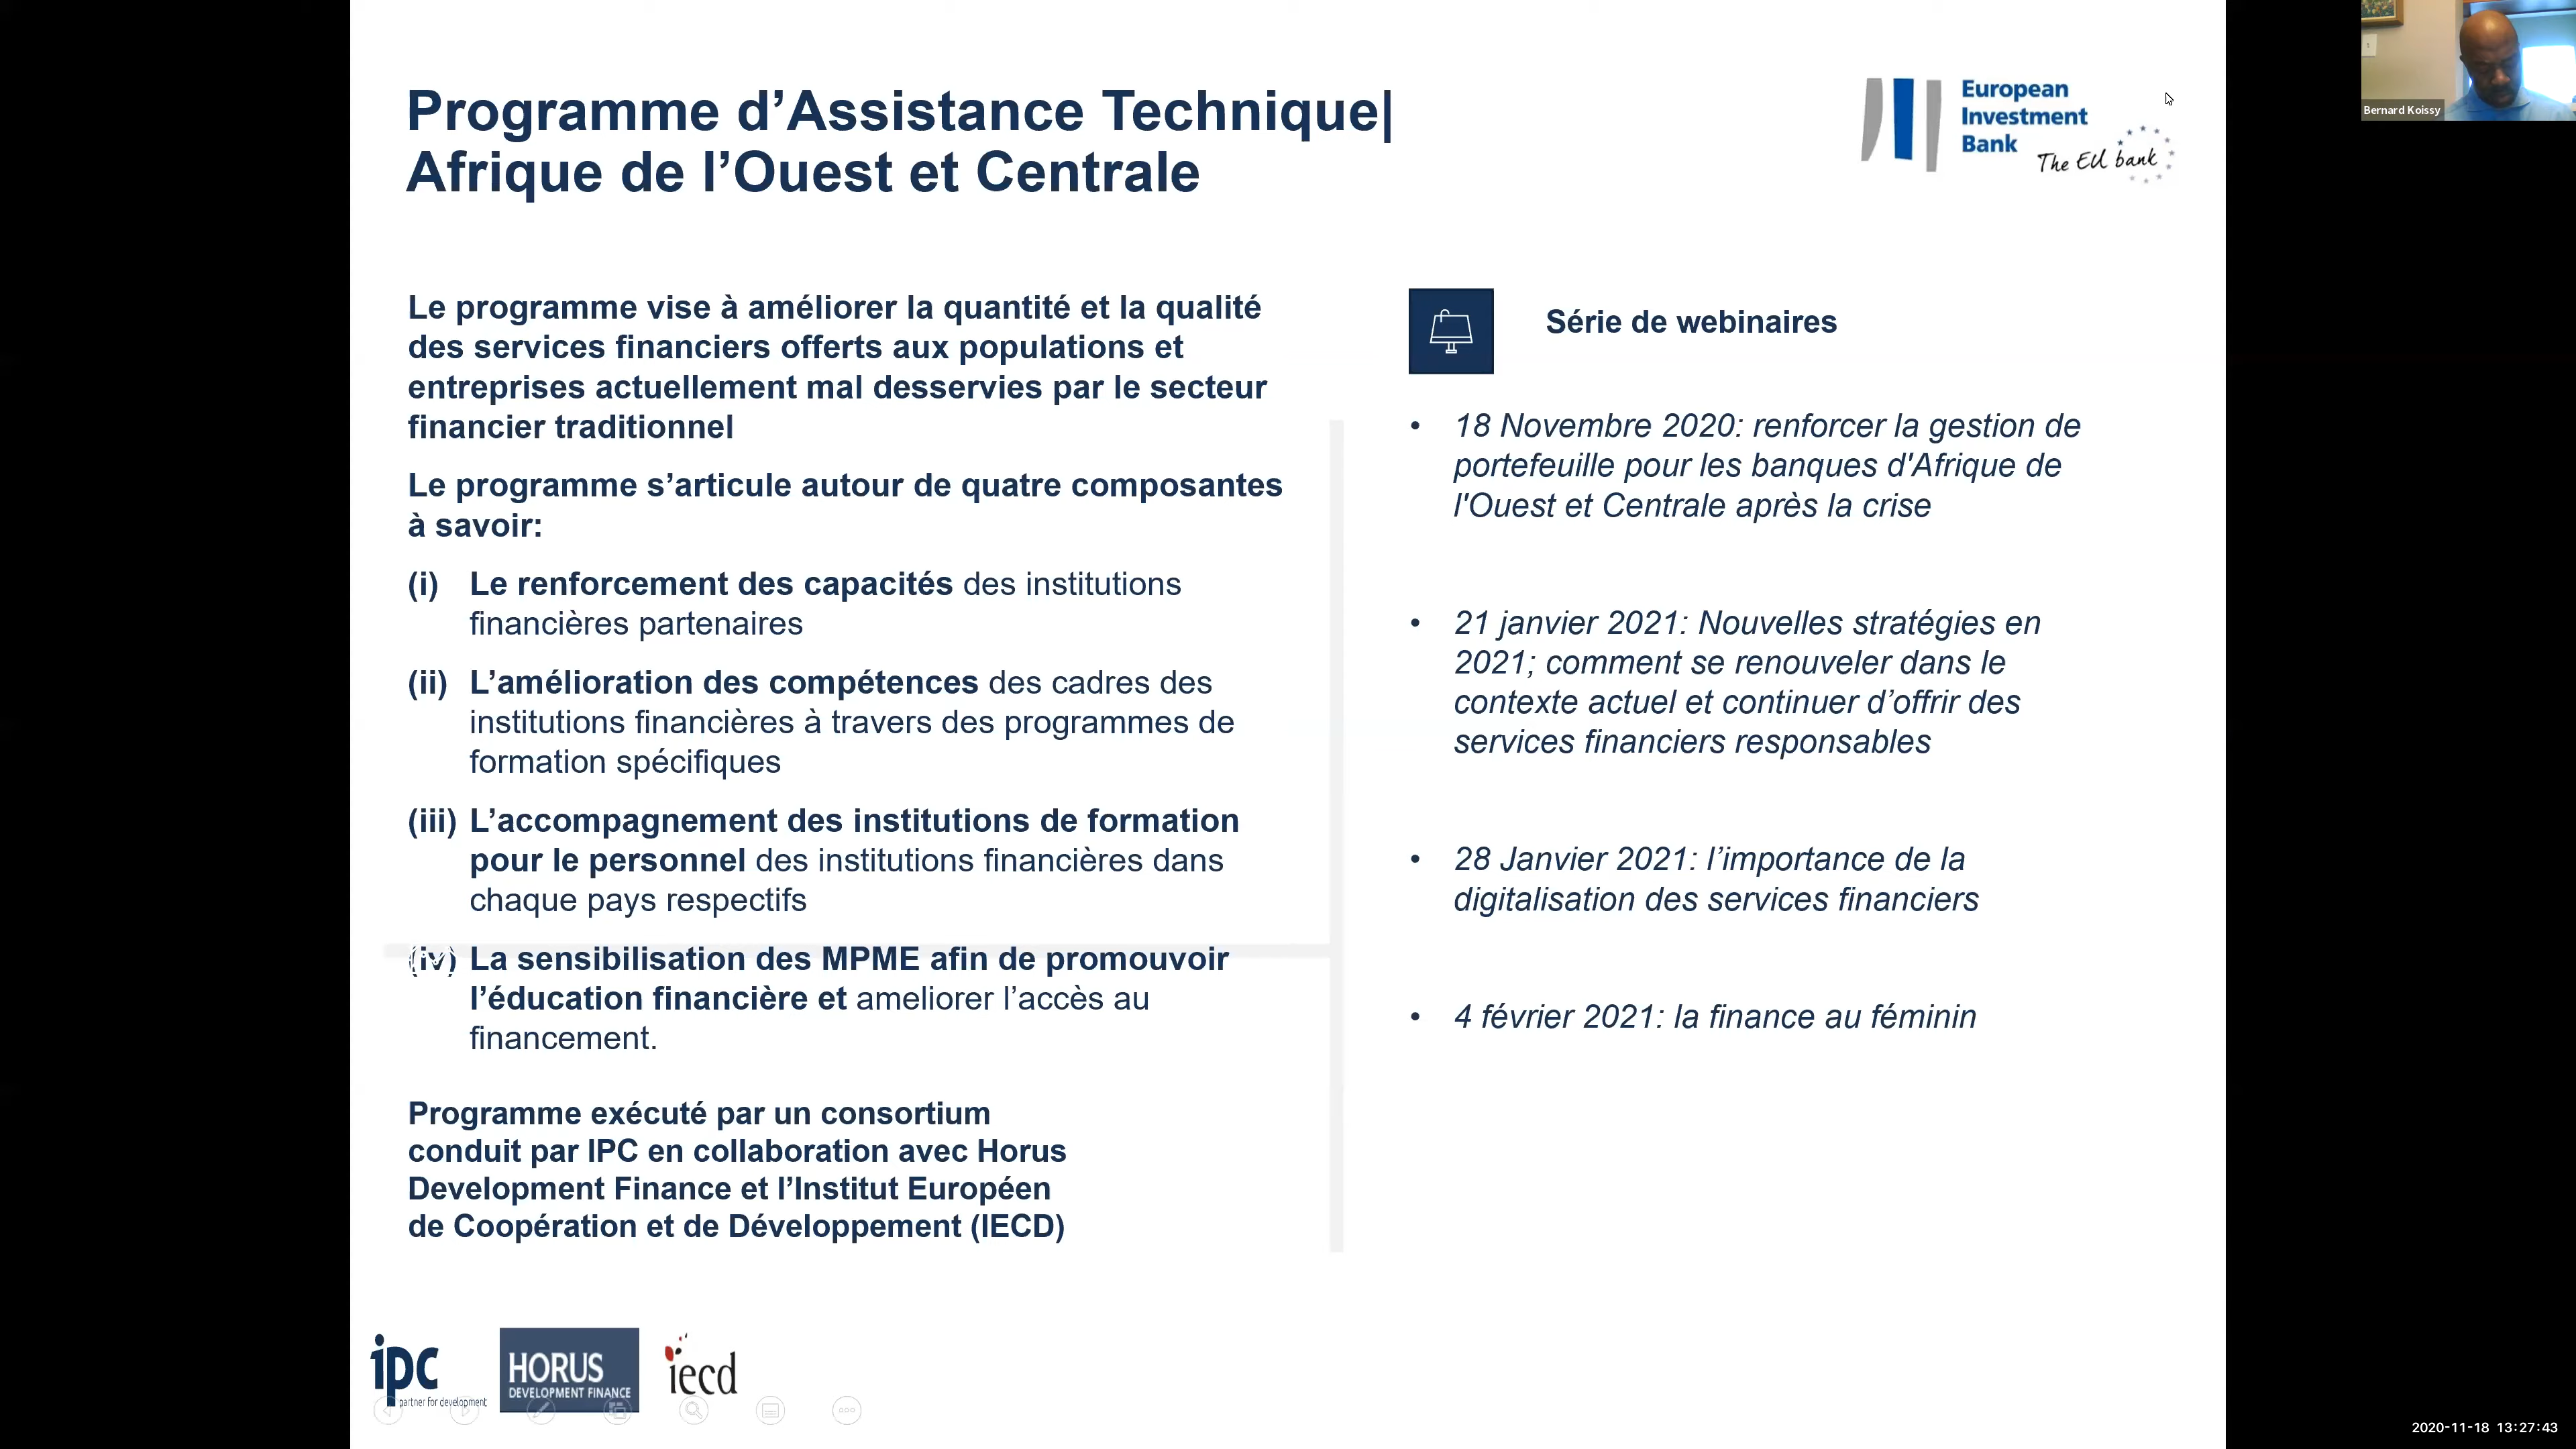 Programme d’Assistance Technique|
Afrique de l’Ouest et Centrale
European
Investment
Bank
The EU bank
Bernard Koissy
Le programme vise à améliorer la quantité et la qualité
des services financiers offerts aux populations et
entreprises actuellement mal desservies par le secteur
financier traditionnel
Le programme s’articule autour de quatre composantes
à savoir:
(i) Le renforcement des capacités des institutions
financières partenaires
(ii) L’amélioration des compétences des cadres des
institutions financières à travers des programmes de
formation spécifiques
(iii) L’accompagnement des institutions de formation
pour le personnel des institutions financières dans
chaque pays respectifs
(iv) La sensibilisation des MPME afin de promouvoir
l’éducation financière et ameliorer l’accès au
financement.
Programme exécuté par un consortium
conduit par IPC en collaboration avec Horus
Development Finance et l’Institut Européen
de Coopération et de Développement (IECD)
Série de webinaires
• 18 Novembre 2020: renforcer la gestion de
portefeuille pour les banques d'Afrique de
l'Ouest et Centrale après la crise
• 21 janvier 2021: Nouvelles stratégies en
2021; comment se renouveler dans le
contexte actuel et continuer d’offrir des
services financiers responsables
• 28 Janvier 2021: l’importance de la
digitalisation des services financiers
• 4 février 2021: la finance au féminin
ipc
partner for development
HORUS
DEVELOPMENT FINANCE
iecd
2020-11-18 13:27:43